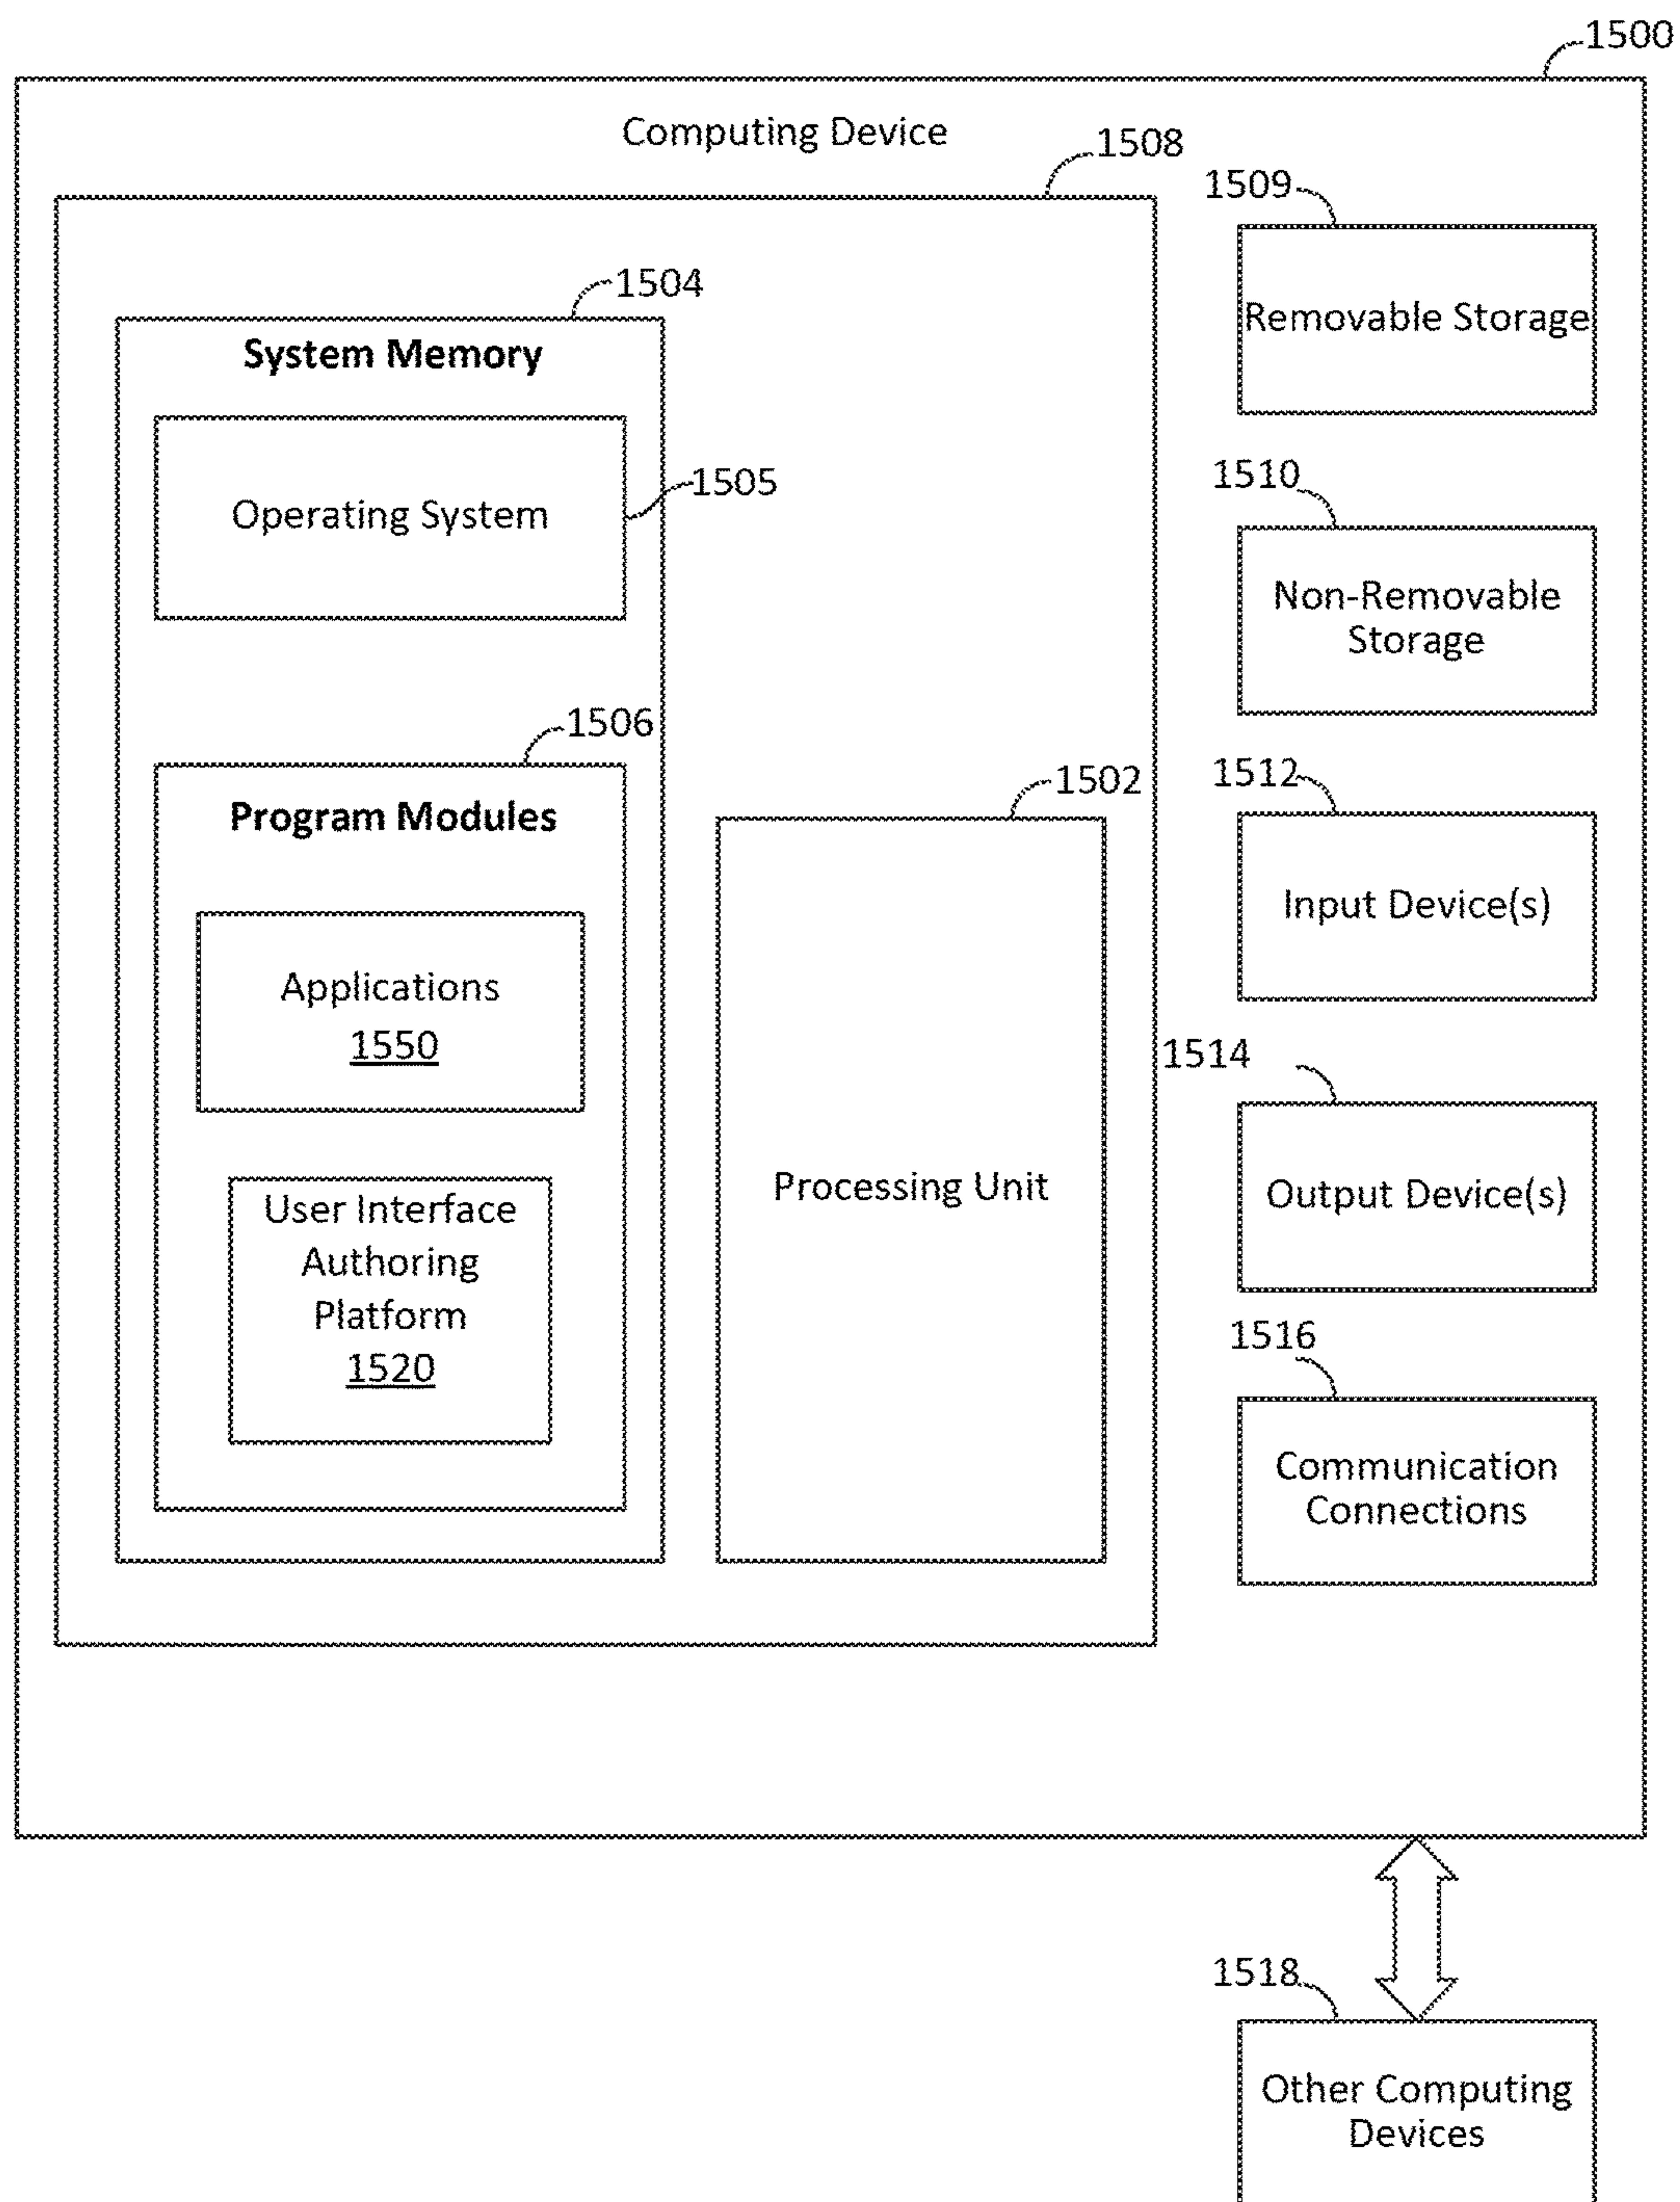 1500
Computing Device
1508
1509
Removable Storage
1504
System Memory
Operating System
1505
1510
Non-Removable
Storage
1506
Program Modules
1502
1512
Input Device(s)
Applications
1550
Processing Unit
1514
Output Device(s)
User Interface
Authoring
Platform
1520
1516
Communication
Connections
1518
Other Computing
Devices